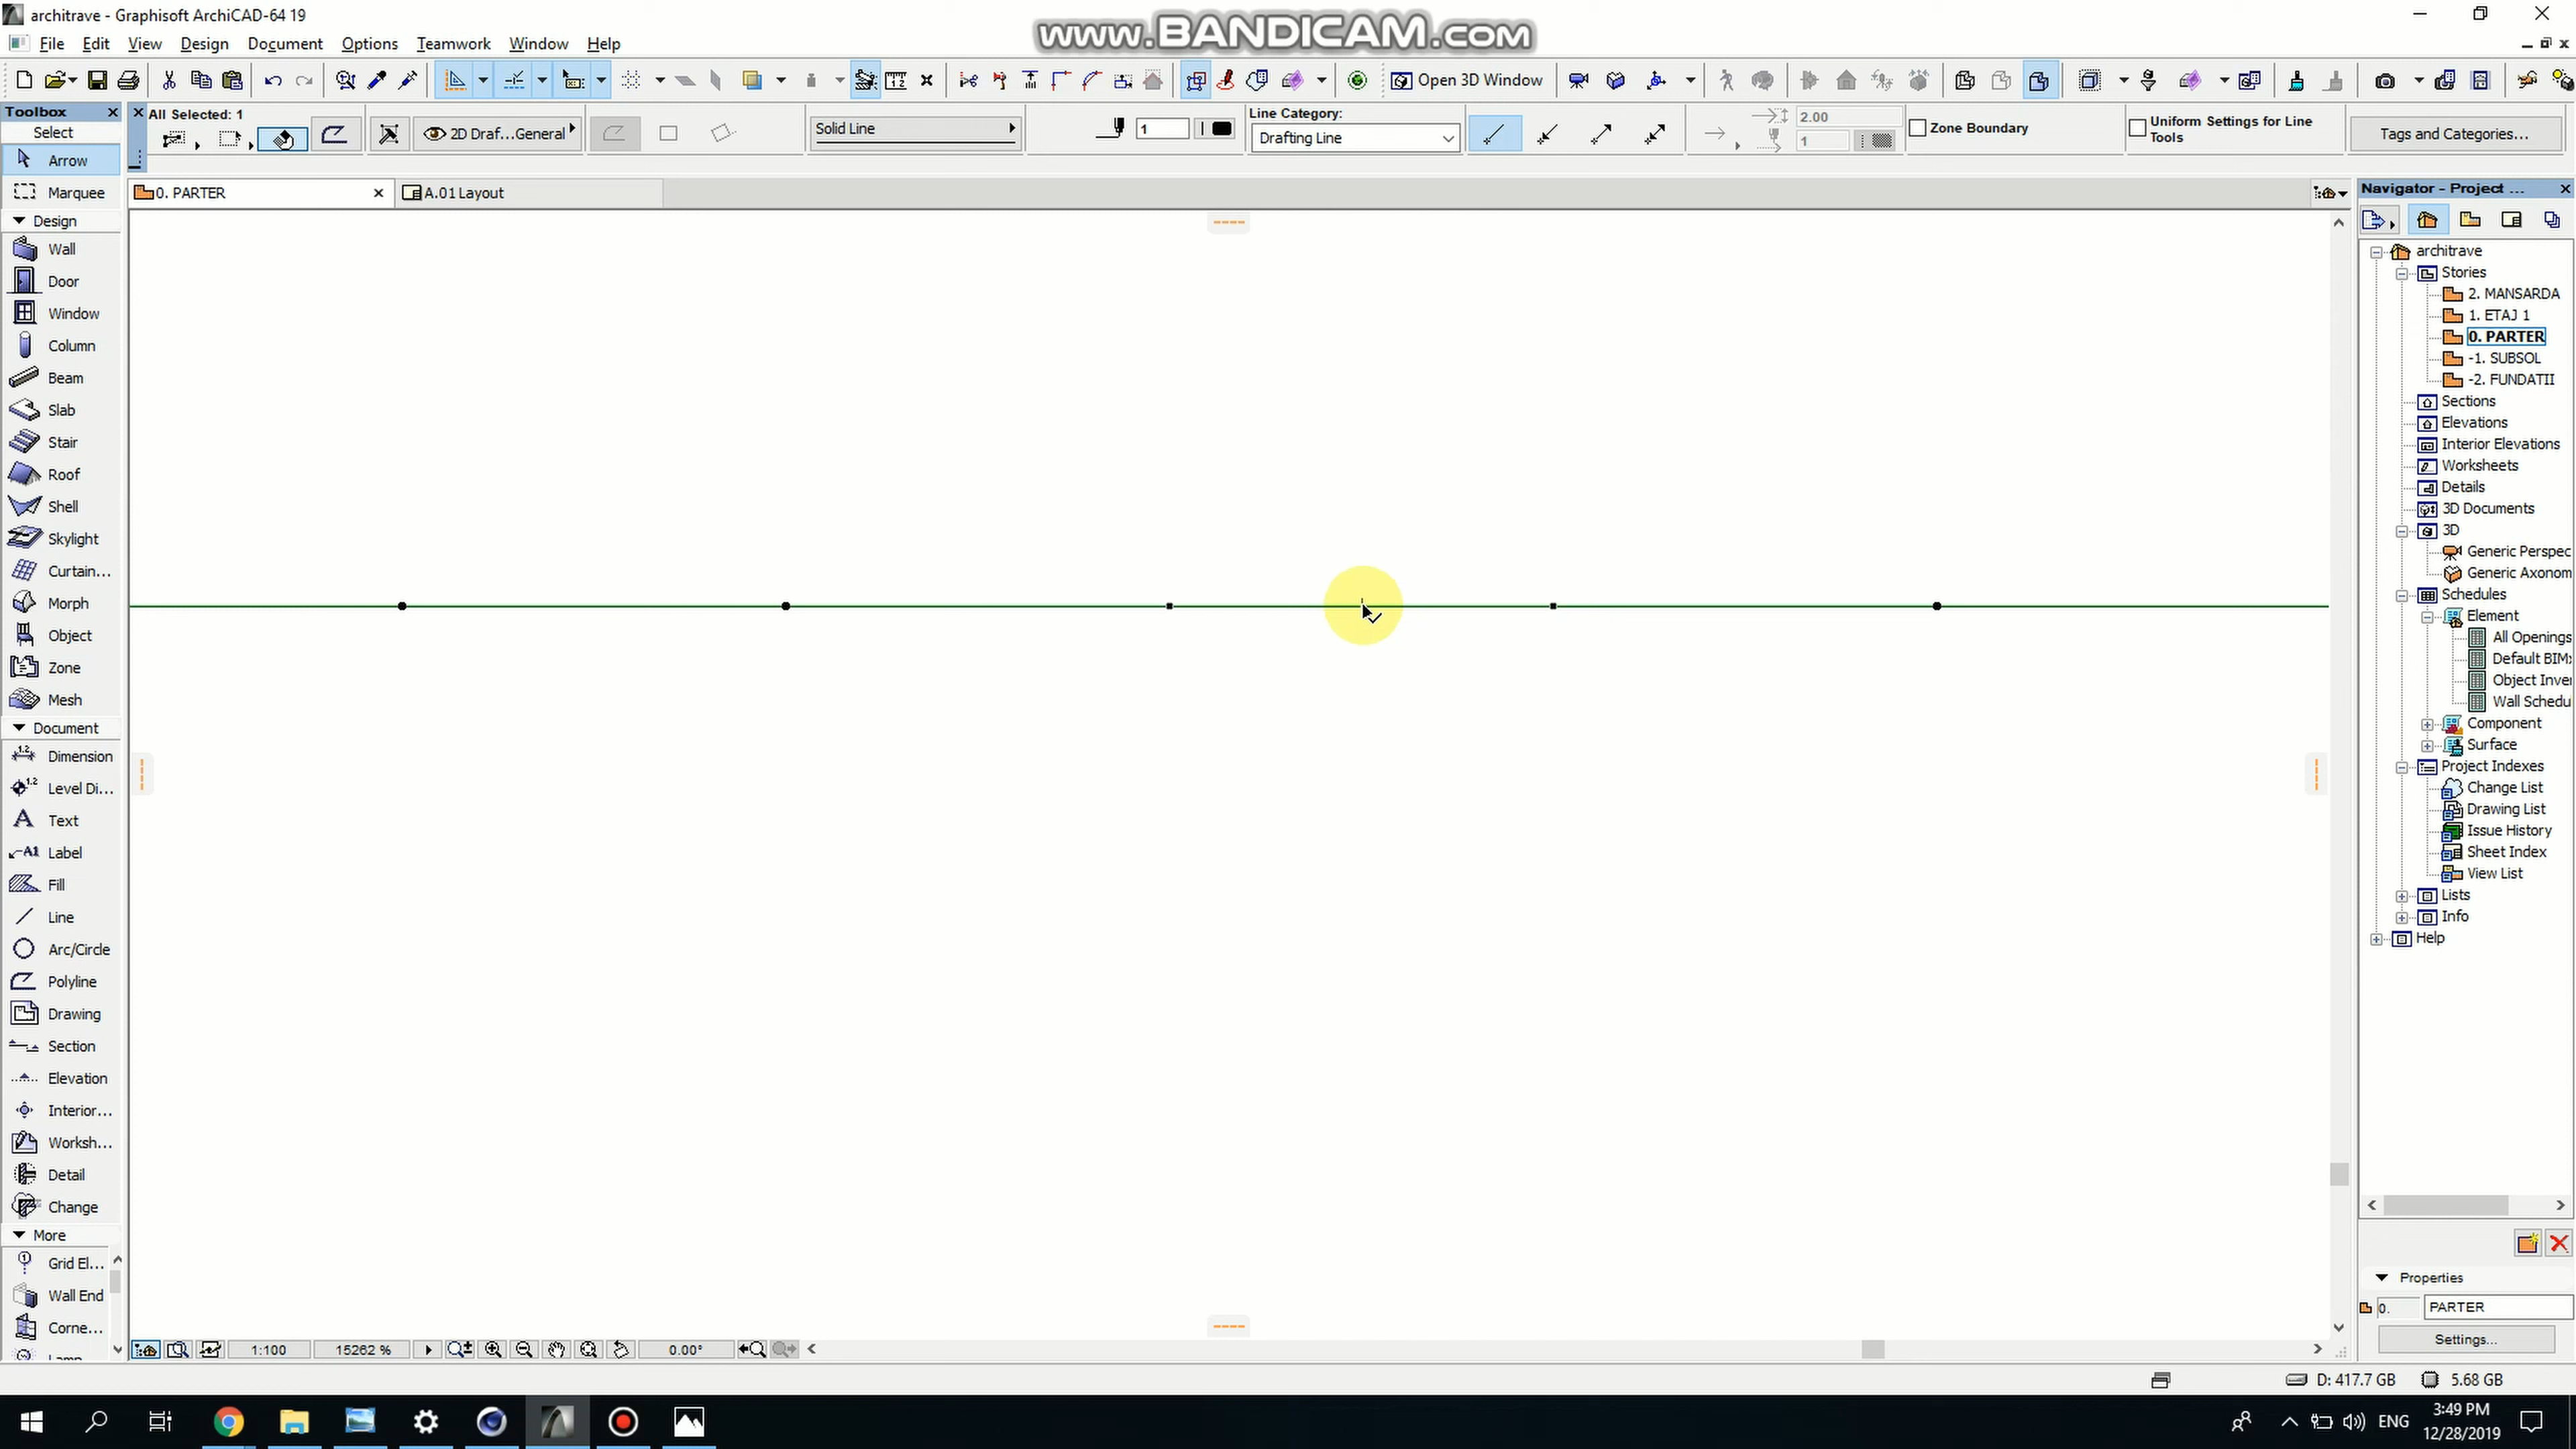 architrave - Graphisoft ArchiCAD-64 19
www.BANDICAM.com
File Edit View Design Document Options Teamwork Window Help
Open 3D Window
Toolbox
Select
Arrow
Marquee
Design
Wall
Door
Window
Column
Beam
Slab
Stair
Roof
Shell
Skylight
Curtain...
Morph
Object
Zone
Mesh
Document
Dimension
Level Di...
Text
Label
Fill
Line
Arc/Circle
Polyline
Drawing
Section
Elevation
Interior...
Worksh...
Detail
Change
More
Grid El...
Wall End
Corne...
All Selected: 1
2D Draf...General
Solid Line
1
Line Category:
Drafting Line
2.00
1
Zone Boundary
Uniform Settings for Line Tools
Tags and Categories...
0. PARTER
A.01 Layout
Navigator - Project ...
architrave
Stories
2. MANSARDA
1. ETAJ 1
0. PARTER
-1. SUBSOL
-2. FUNDATII
Sections
Elevations
Interior Elevations
Worksheets
Details
3D Documents
3D
Generic Perspec
Generic Axonom
Schedules
Element
All Openings
Default BIM
Object Inve
Wall Schedu
Component
Surface
Project Indexes
Change List
Drawing List
Issue History
Sheet Index
View List
Lists
Info
Help
Properties
0. PARTER
Settings...
1:100
15262 %
0.00°
D: 417.7 GB
5.68 GB
ENG
3:49 PM
12/28/2019